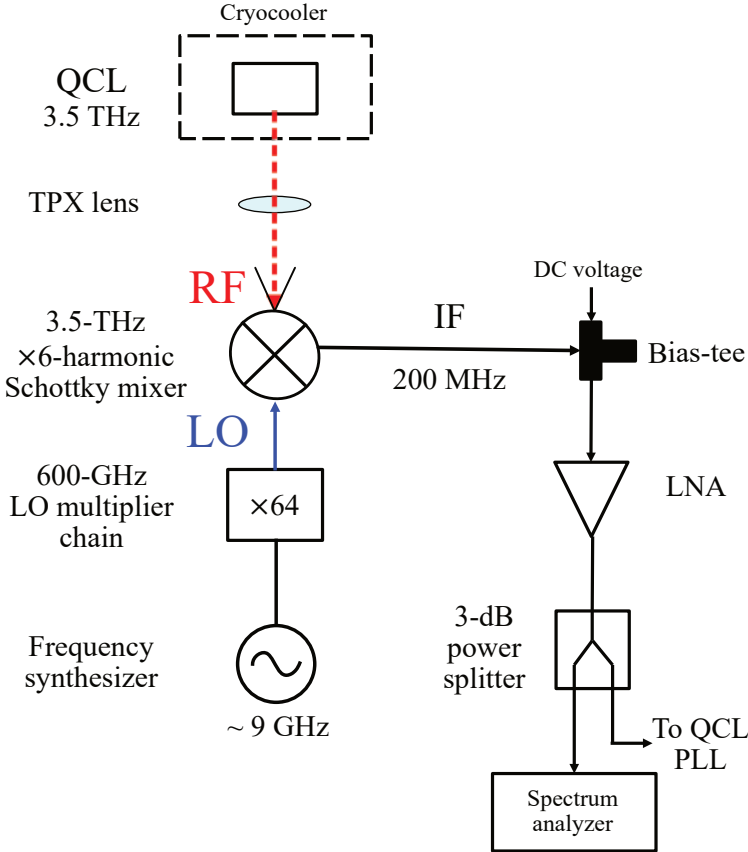 Cryocooler
QCL
3.5 THz
TPX lens
RF
DC voltage
3.5-THz
×6-harmonic
Schottky mixer
IF
200 MHz
Bias-tee
LO
600-GHz
LO multiplier
chain
×64
LNA
Frequency
synthesizer
~ 9 GHz
3-dB
power
splitter
To QCL
PLL
Spectrum
analyzer